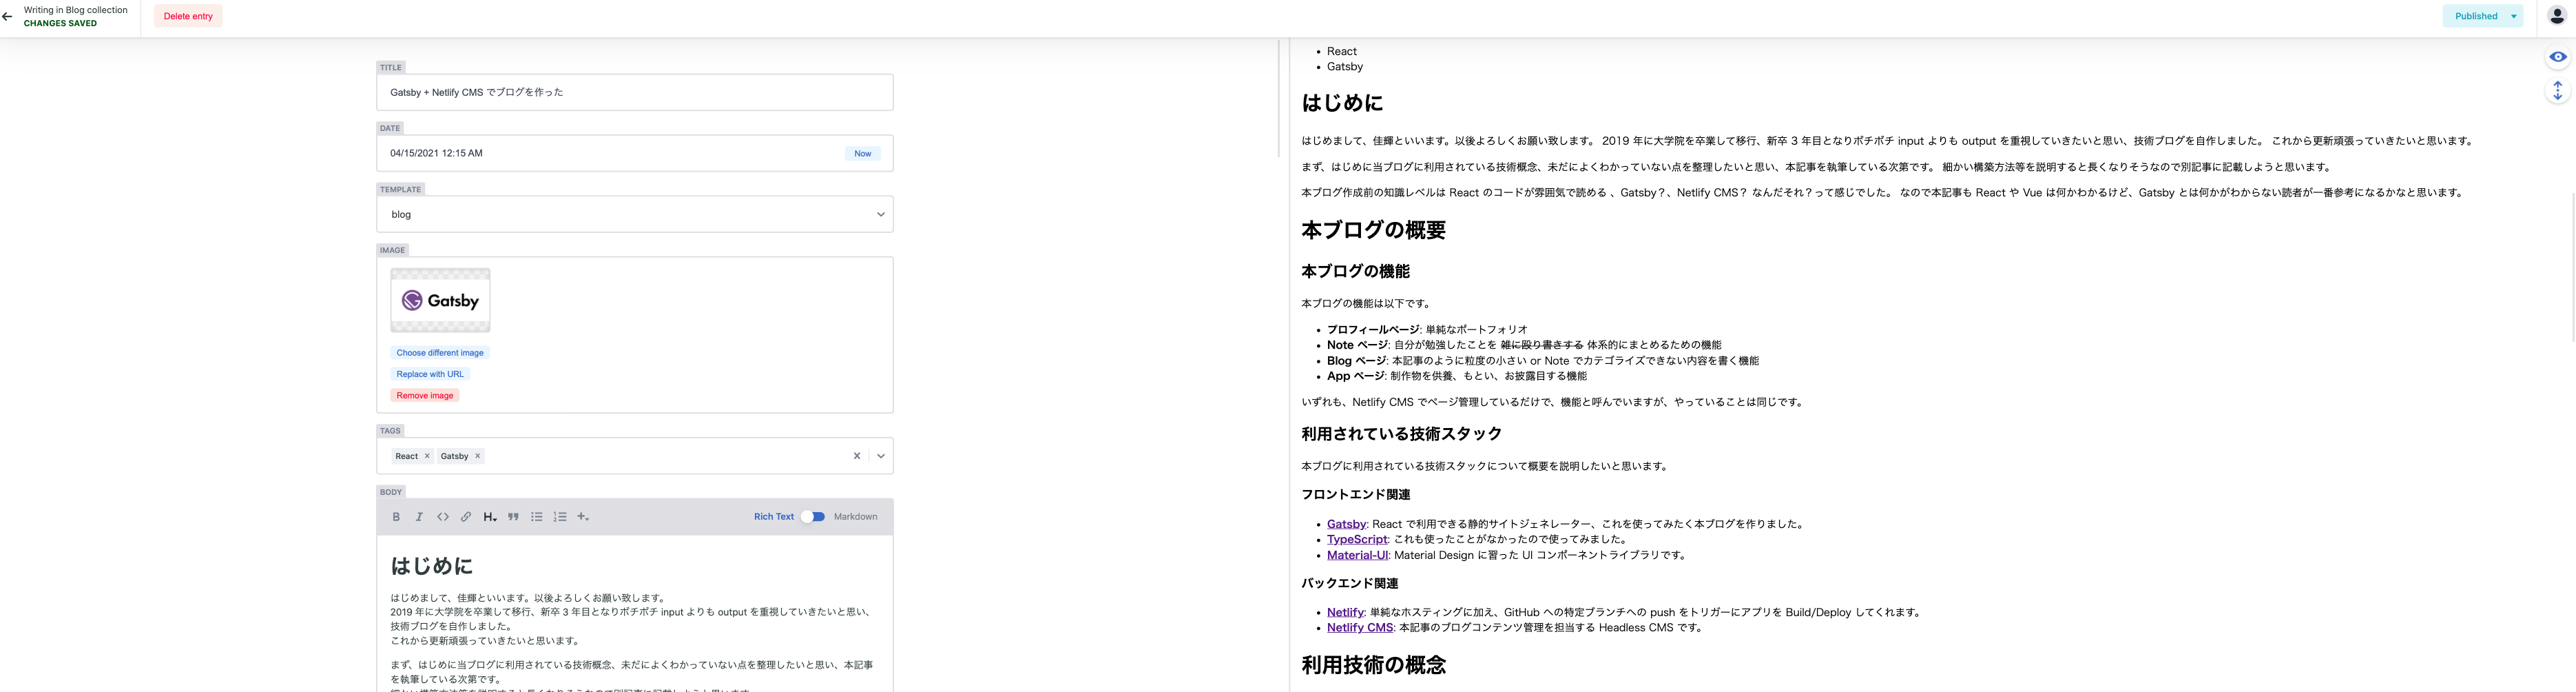 Writing in Blog collection
CHANGES SAVED
Delete entry
Published
TITLE
Gatsby + Netlify CMS でブログを作った
DATE
04/15/2021 12:15 AM
Now
TEMPLATE
blog
IMAGE
Gatsby
Choose different image
Replace with URL
Remove image
TAGS
React
Gatsby
BODY
Rich Text
Markdown
はじめに
はじめまして、佳輝といいます。以後よろしくお願い致します。
2019 年に大学院を卒業して移行、新卒 3 年目となりポチポチ input よりも output を重視していきたいと思い、
技術ブログを自作しました。
これから更新頑張っていきたいと思います。
まず、はじめに当ブログに利用されている技術概念、未だによくわかっていない点を整理したいと思い、本記事
を執筆している次第です。
細かい構築方法等を説明すると長くなりそうなので別記事に記載しようと思います。
React
Gatsby
はじめに
はじめまして、佳輝といいます。以後よろしくお願い致します。 2019 年に大学院を卒業して移行、新卒 3 年目となりポチポチ input よりも output を重視していきたいと思い、技術ブログを自作しました。 これから更新頑張っていきたいと思います。
まず、はじめに当ブログに利用されている技術概念、未だによくわかっていない点を整理したいと思い、本記事を執筆している次第です。 細かい構築方法等を説明すると長くなりそうなので別記事に記載しようと思います。
本ブログ作成前の知識レベルは React のコードが雰囲気で読める 、Gatsby？、Netlify CMS？ なんだそれ？って感じでした。 なので本記事も React や Vue は何かわかるけど、Gatsby とは何かがわからない読者が一番参考になるかなと思います。
本ブログの概要
本ブログの機能
本ブログの機能は以下です。
プロフィールページ: 単純なポートフォリオ
Note ページ: 自分が勉強したことを 雑に殴り書きする 体系的にまとめるための機能
Blog ページ: 本記事のように粒度の小さい or Note でカテゴライズできない内容を書く機能
App ページ: 制作物を供養、もとい、お披露目する機能
いずれも、Netlify CMS でページ管理しているだけで、機能と呼んでいますが、やっていることは同じです。
利用されている技術スタック
本ブログに利用されている技術スタックについて概要を説明したいと思います。
フロントエンド関連
Gatsby: React で利用できる静的サイトジェネレーター、これを使ってみたく本ブログを作りました。
TypeScript: これも使ったことがなかったので使ってみました。
Material-UI: Material Design に習った UI コンポーネントライブラリです。
バックエンド関連
Netlify: 単純なホスティングに加え、GitHub への特定ブランチへの push をトリガーにアプリを Build/Deploy してくれます。
Netlify CMS: 本記事のブログコンテンツ管理を担当する Headless CMS です。
利用技術の概念